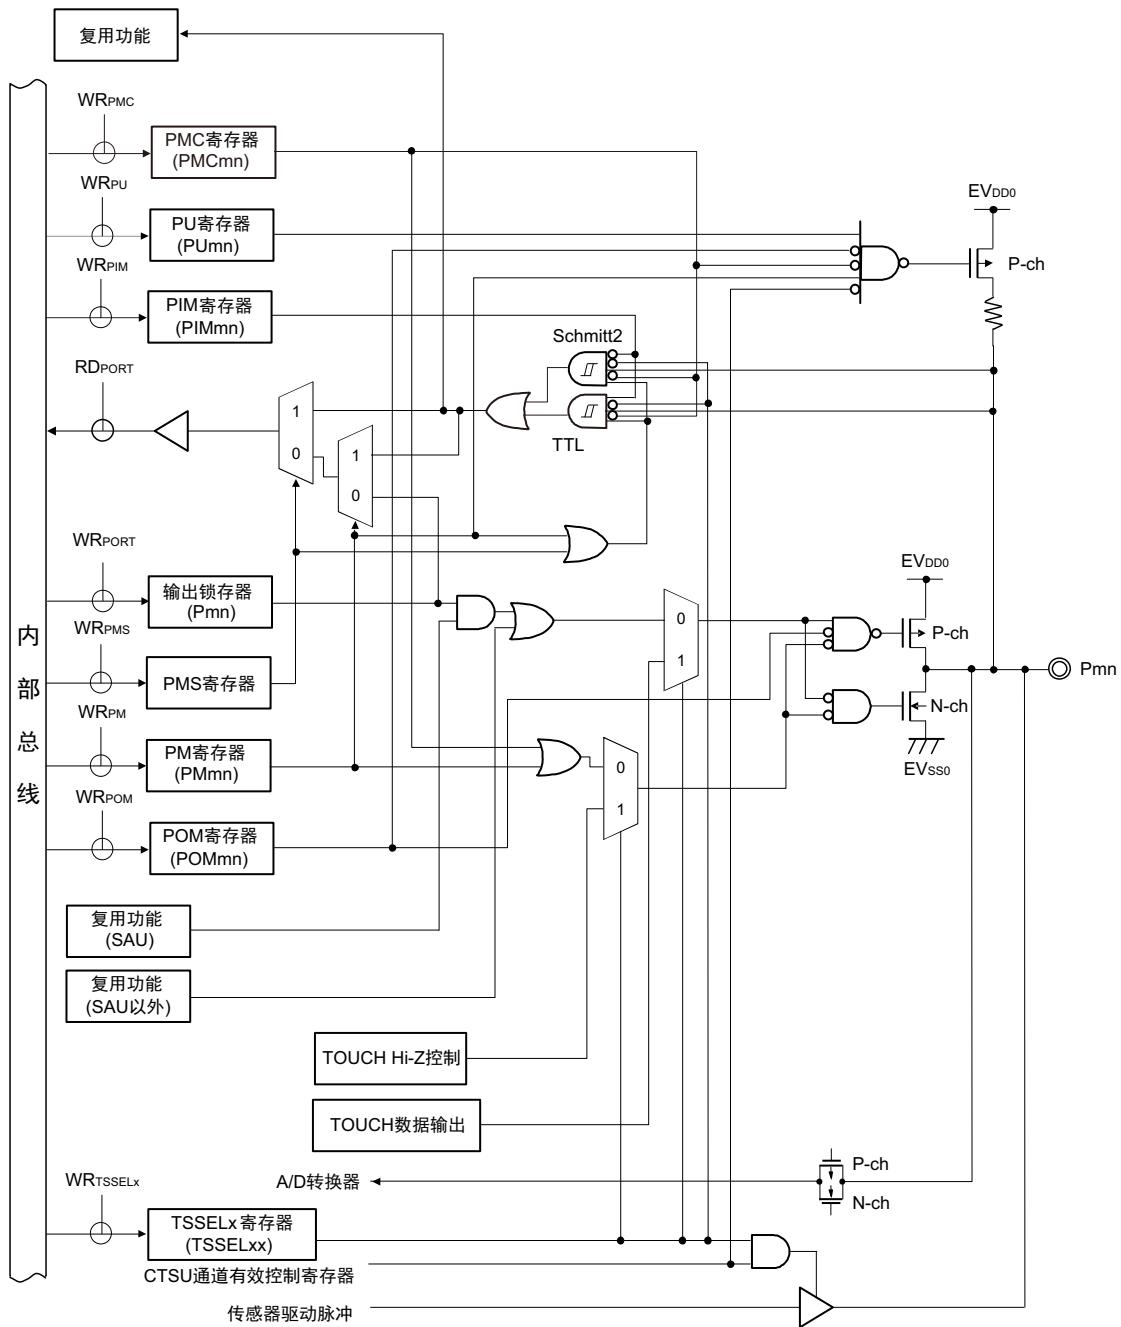 复用功能
WRPMC
PMC寄存器
(PMCmn)
WRPU
PU寄存器
(PUmn)
EVDD0
P-ch
WRPIM
PIM寄存器
(PIMmn)
Schmitt2
RDPORT
1
0
1
0
TTL
WRPORT
输出锁存器
(Pmn)
EVDD0
0
1
P-ch
Pmn
内部总线
WRPMS
PMS寄存器
N-ch
EVSS0
WRPM
PM寄存器
(PMmn)
0
1
WRPOM
POM寄存器
(POMmn)
复用功能
(SAU)
复用功能
(SAU以外)
TOUCH Hi-Z控制
TOUCH数据输出
P-ch
A/D转换器
N-ch
WRTSSELx
TSSELx寄存器
(TSSELxx)
CTSU通道有效控制寄存器
传感器驱动脉冲